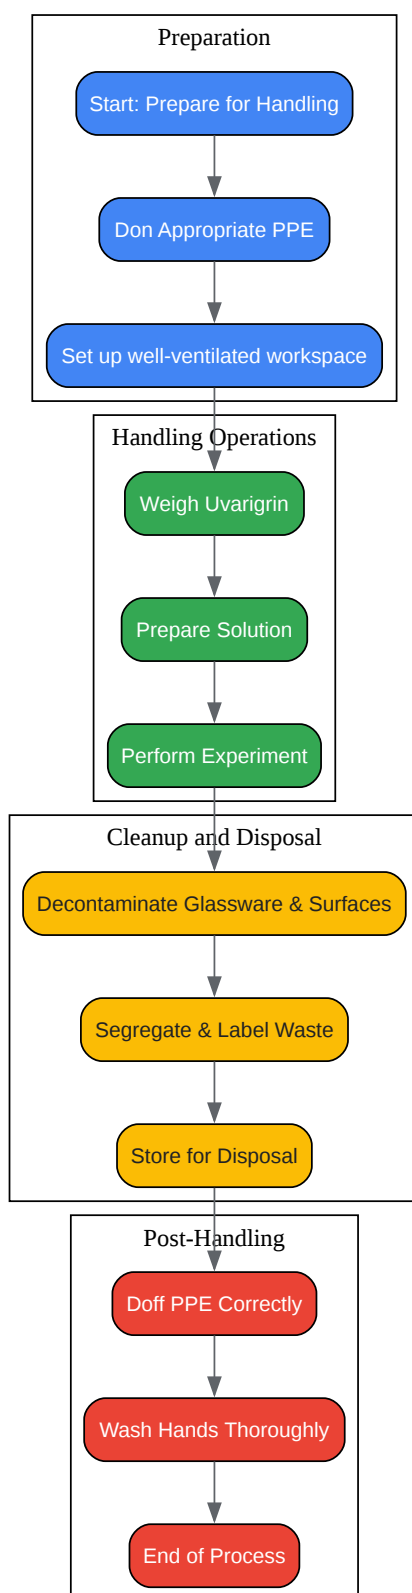 Preparation
Start: Prepare for Handling
Don Appropriate PPE
Set up well-ventilated workspace
Handling Operations
Weigh Uvarigrin
Prepare Solution
Perform Experiment
Cleanup and Disposal
Decontaminate Glassware & Surfaces
Segregate & Label Waste
Store for Disposal
Post-Handling
Doff PPE Correctly
Wash Hands Thoroughly
End of Process